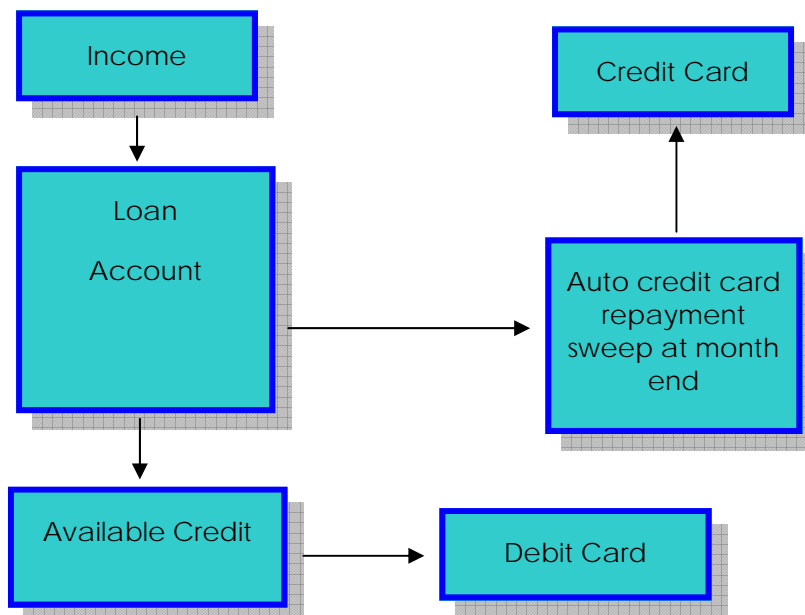 Income
Credit Card
Loan
Account
Auto credit card
repayment
sweep at month
end
Available Credit
Debit Card